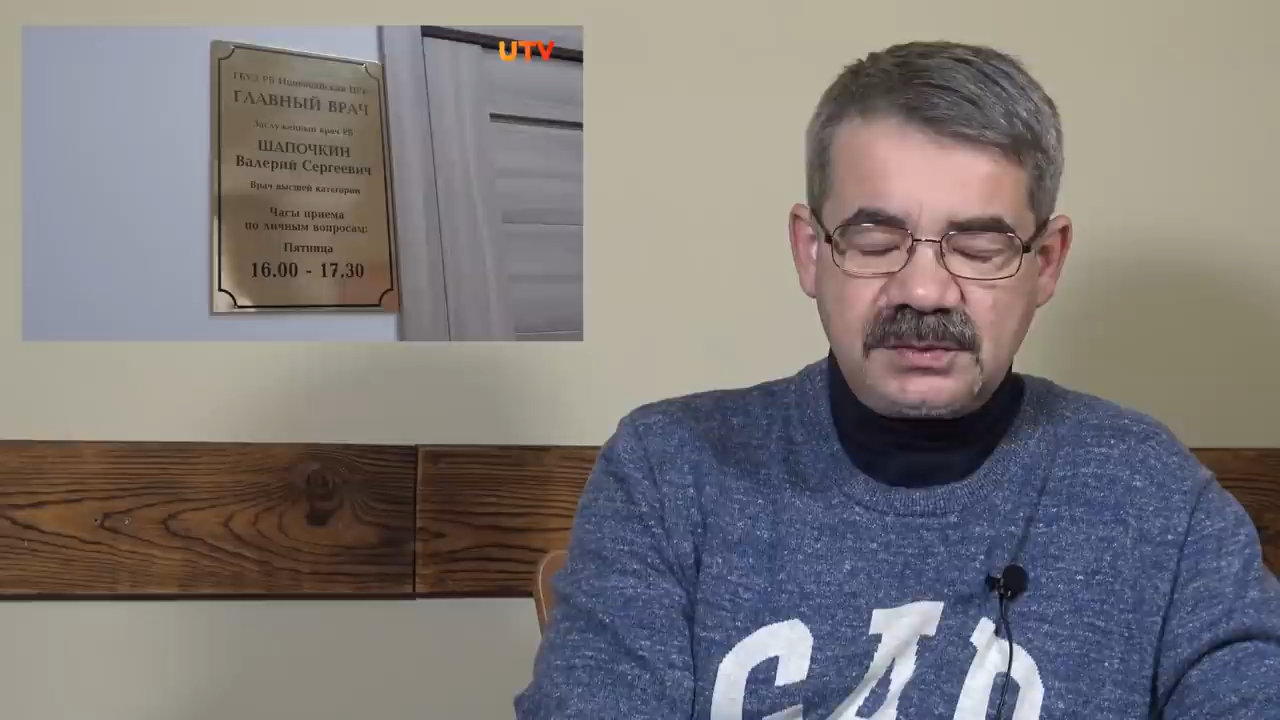 UTV
ГБУЗ РБ Ишимбайская ЦРБ
ГЛАВНЫЙ ВРАЧ
Заслуженный врач РБ
ШАПОЧКИН
Валерий Сергеевич
Врач высшей категории
Часы приема
по личным вопросам:
Пятница
16.00 - 17.30
GAP